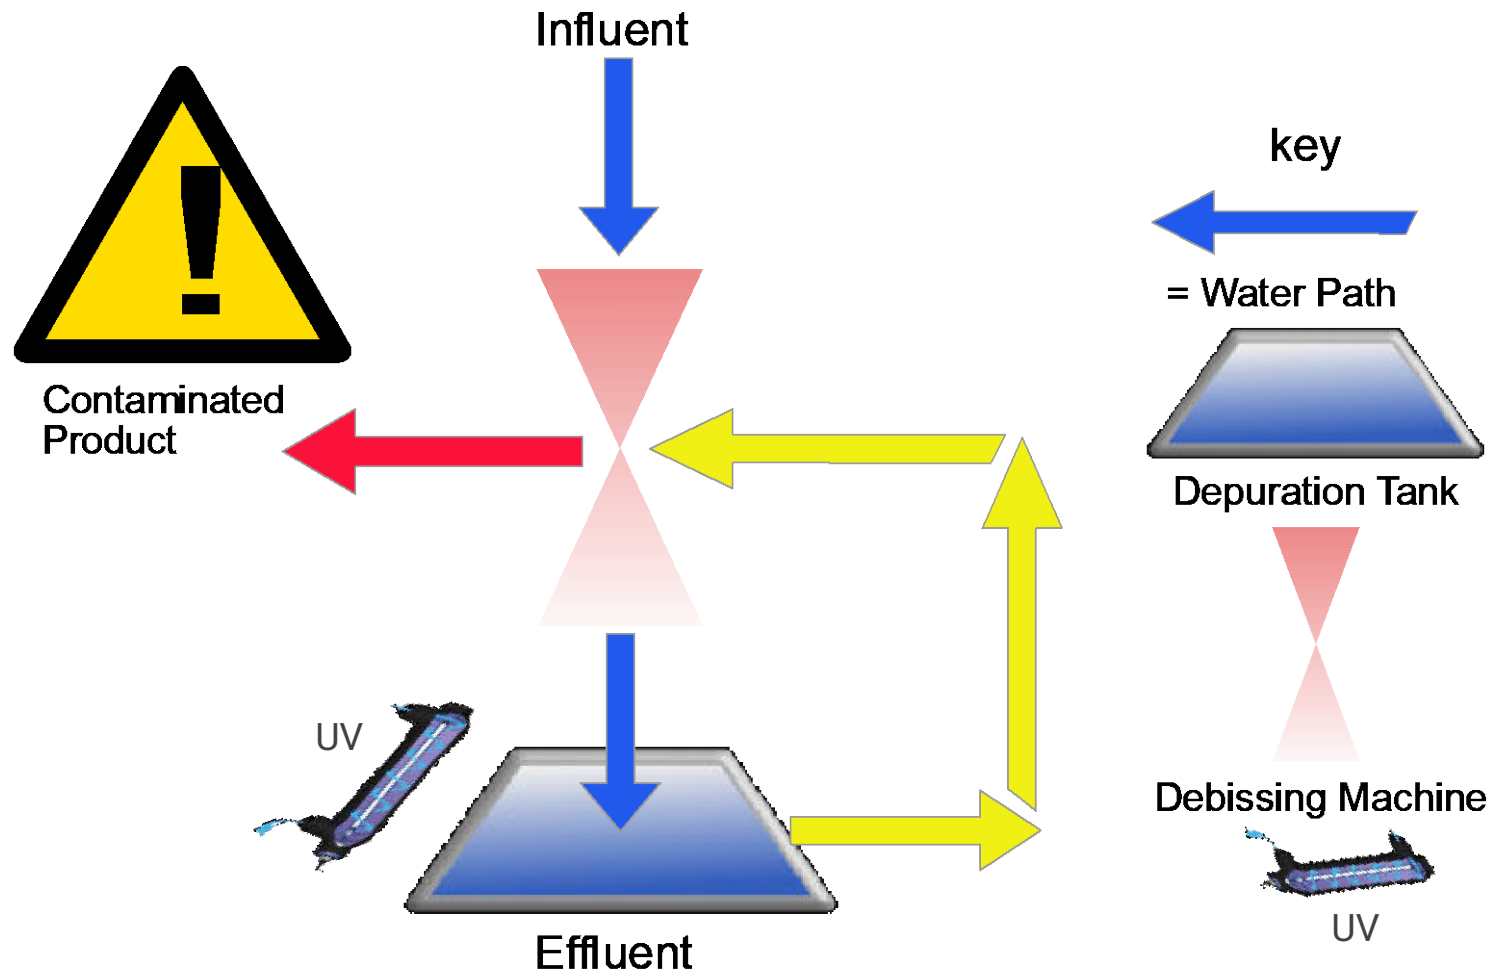 Influent
key
= Water Path
Contaminated
Product
Depuration Tank
UV
Debissing Machine
UV
Effluent